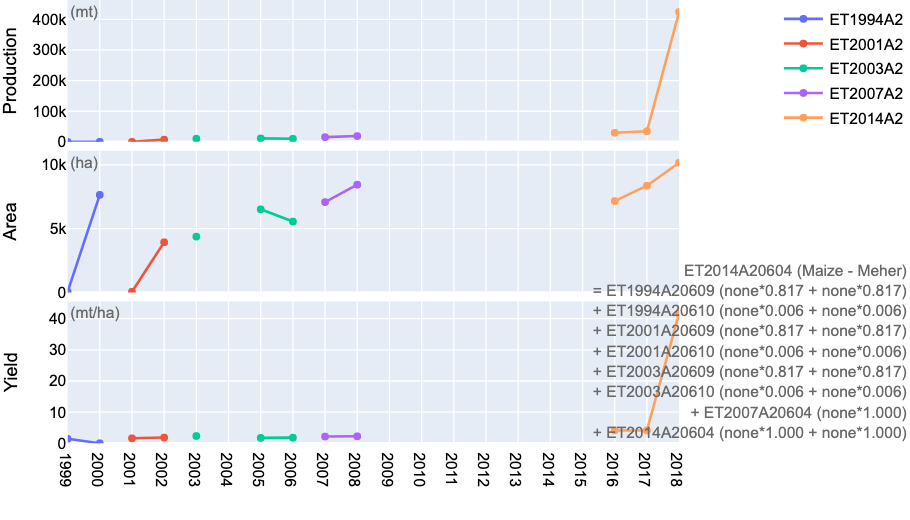 Production
(mt)
400k
300k
200k
100k
0
ET1994A2
ET2001A2
ET2003A2
ET2007A2
ET2014A2
Area
(ha)
10k
5k
0
Yield
(mt/ha)
40
30
20
10
0
ET2014A20604 (Maize - Meher)
= ET1994A20609 (none*0.817 + none*0.817)
+ ET1994A20610 (none*0.006 + none*0.006)
+ ET2001A20609 (none*0.817 + none*0.817)
+ ET2001A20610 (none*0.006 + none*0.006)
+ ET2003A20609 (none*0.817 + none*0.817)
+ ET2003A20610 (none*0.006 + none*0.006)
+ ET2007A20604 (none*1.000)
+ ET2014A20604 (none*1.000 + none*1.000)
1999
2000
2001
2002
2003
2004
2005
2006
2007
2008
2009
2010
2011
2012
2013
2014
2015
2016
2017
2018